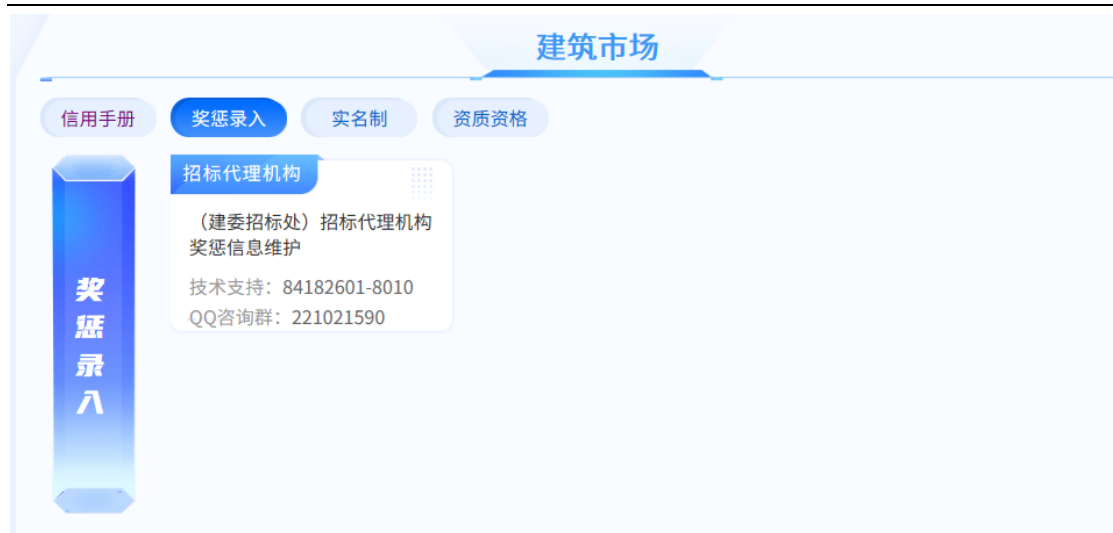 建筑市场
信用手册 奖惩录入 实名制 资质资格
招标代理机构
（建委招标处）招标代理机构
奖惩信息维护
技术支持：84182601-8010
QQ咨询群：221021590
奖
惩
录
入